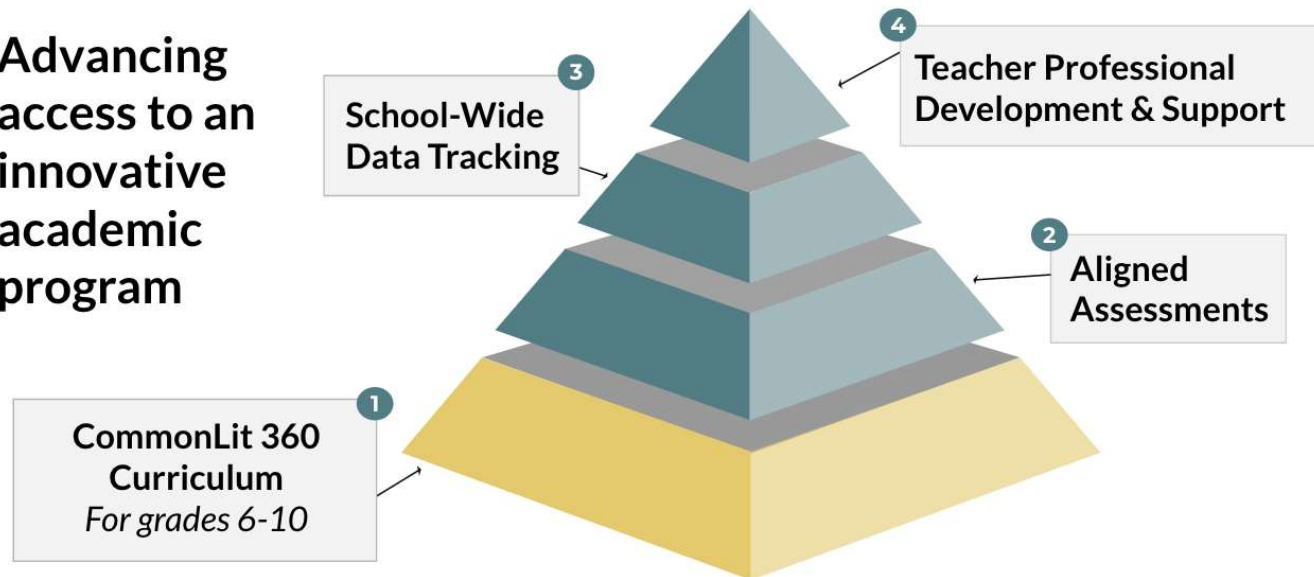 Advancing
access to an
innovative
academic
program
3
School-Wide
Data Tracking
4
Teacher Professional
Development & Support
2
Aligned
Assessments
1
CommonLit 360
Curriculum
For grades 6-10